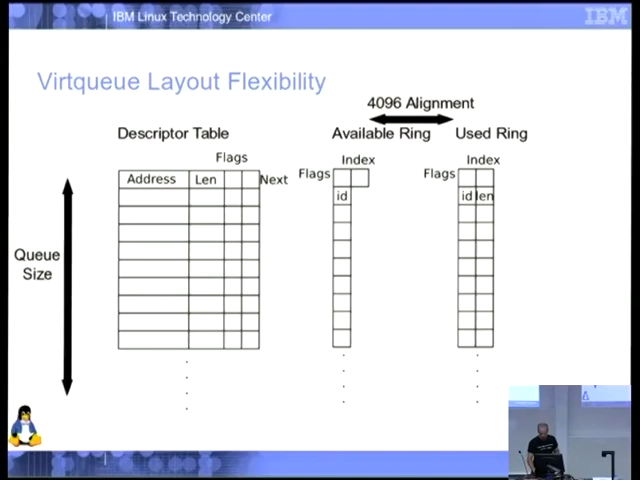 IBM Linux Technology Center
IBM
Virtqueue Layout Flexibility
4096 Alignment
Descriptor Table
Available Ring
Used Ring
Flags
Index
Index
Address
Len
Next
Flags
Flags
id
id
len
Queue
Size